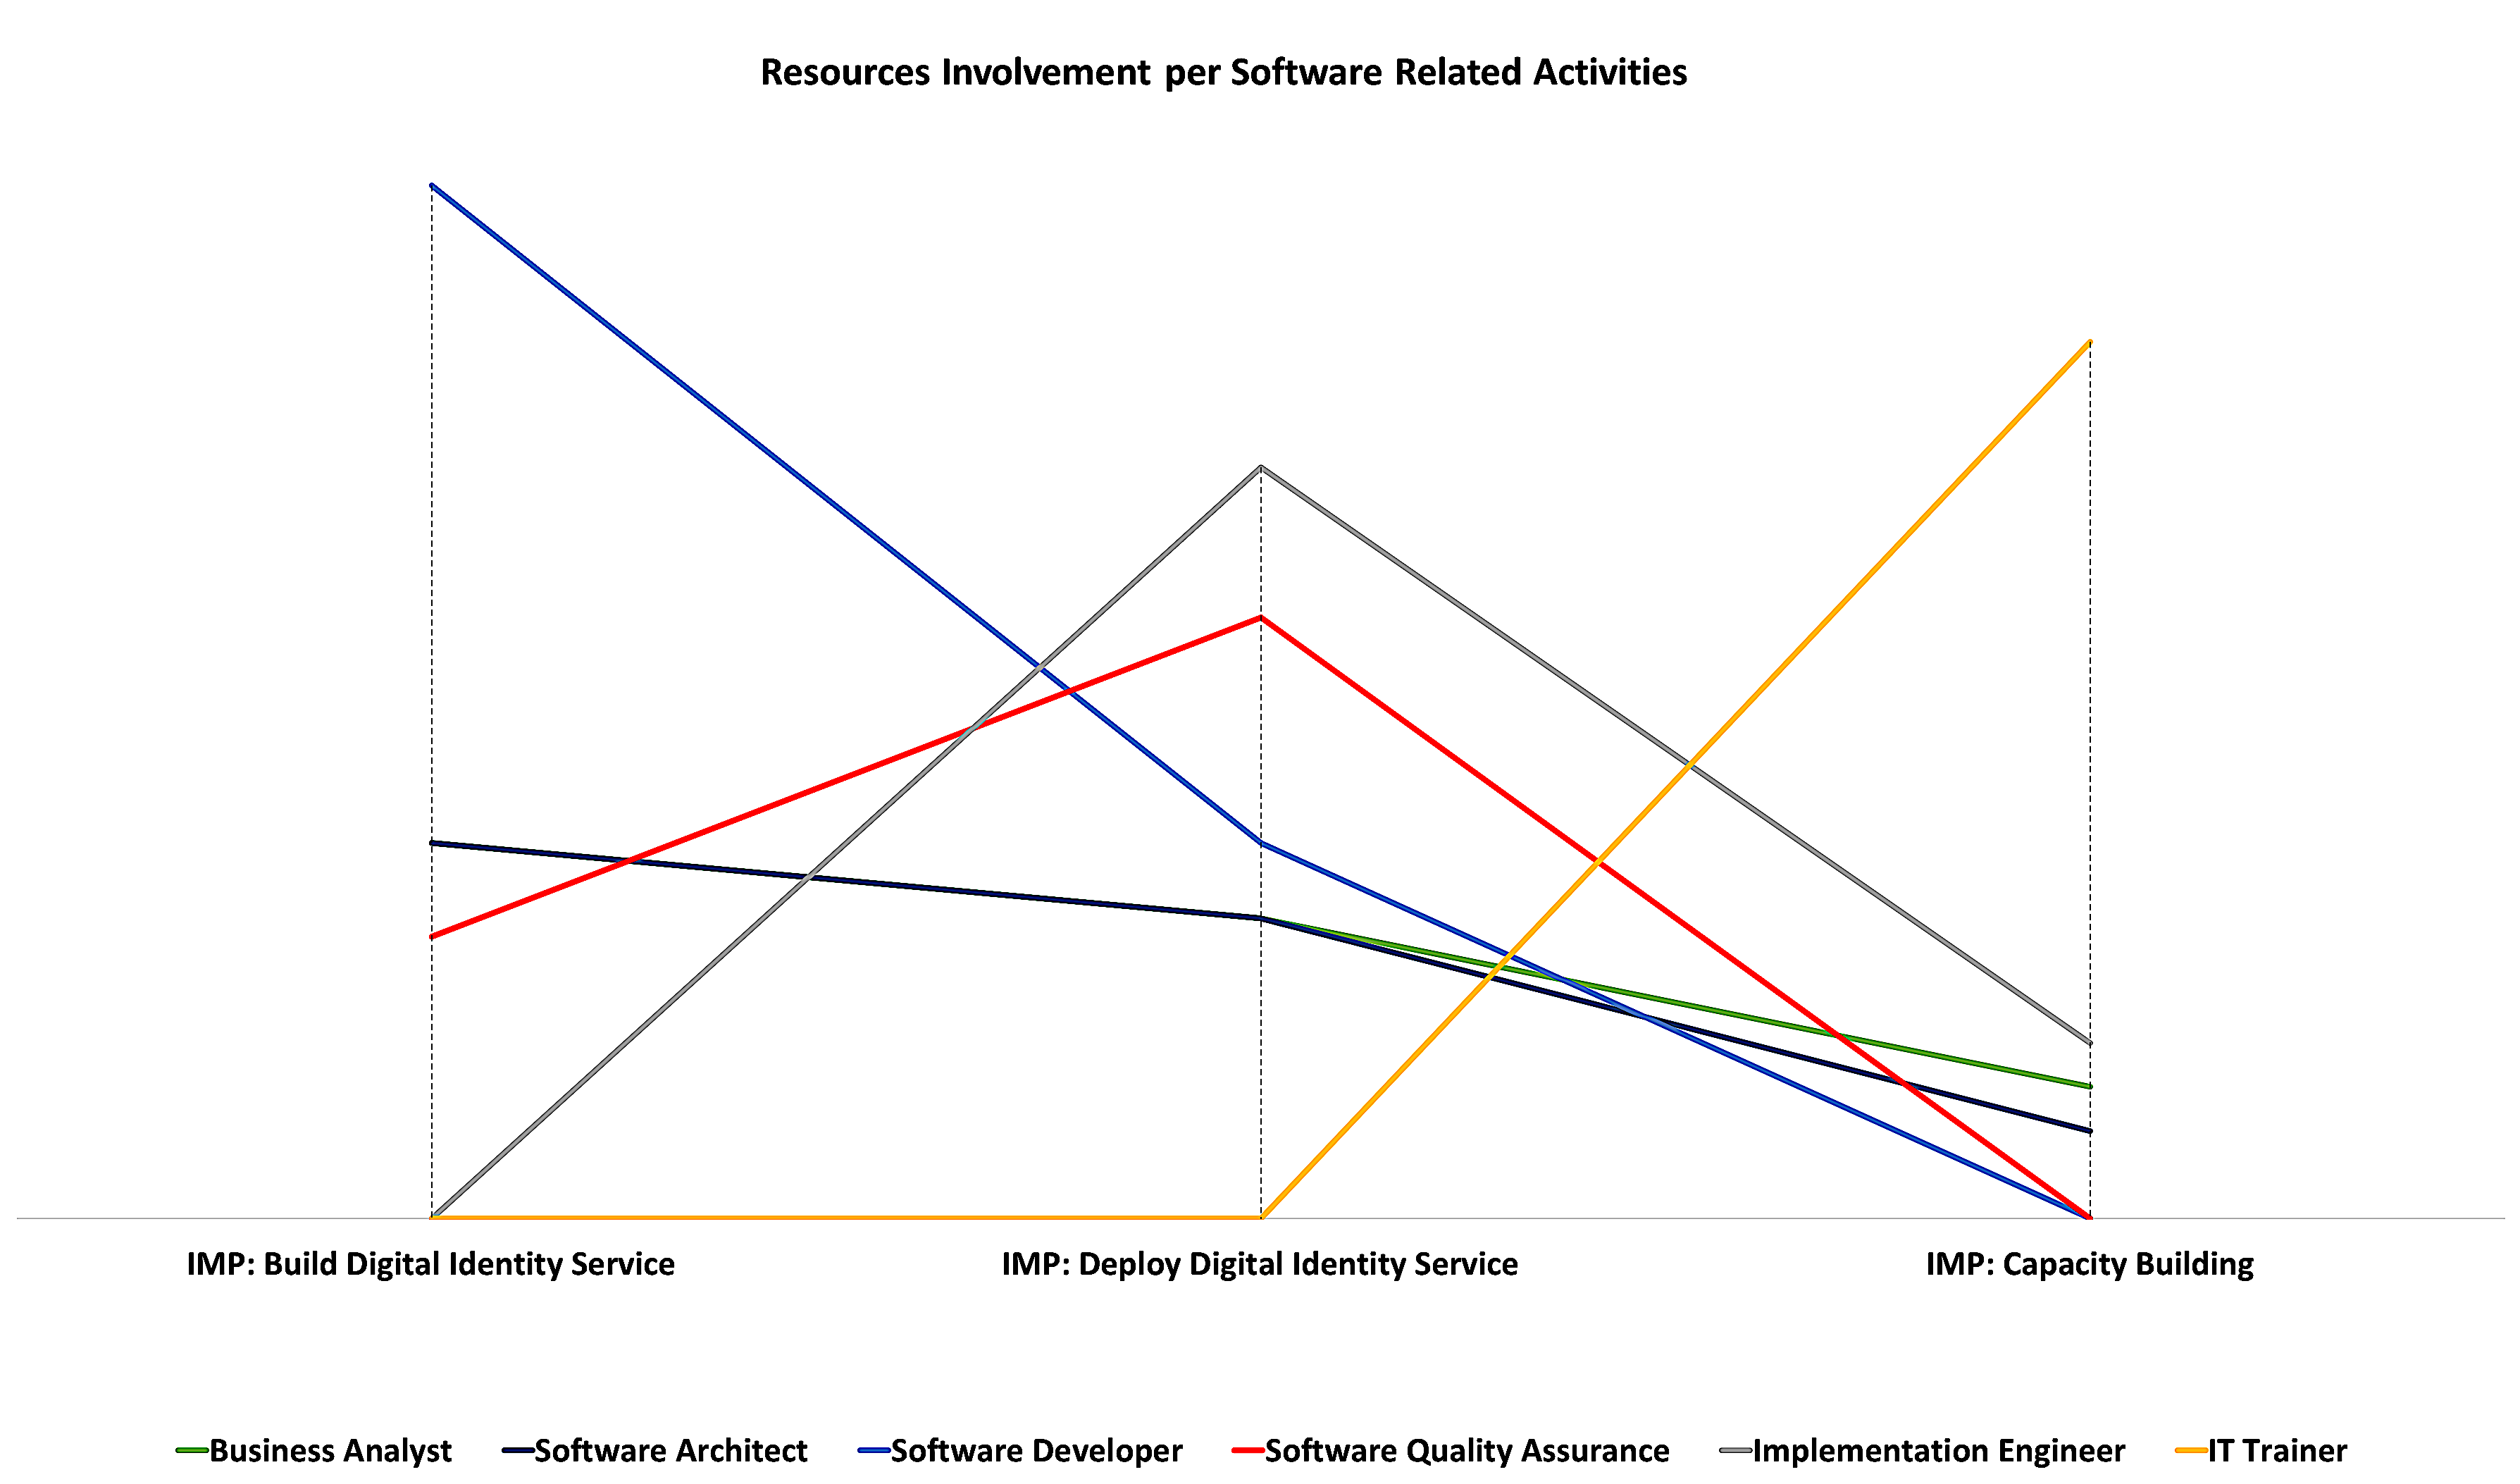 Resources Involvement per Software Related Activities
IMP: Build Digital Identity Service
IMP: Deploy Digital Identity Service
IMP: Capacity Building
Business Analyst
Software Architect
Software Developer
Software Quality Assurance
Implementation Engineer
IT Trainer